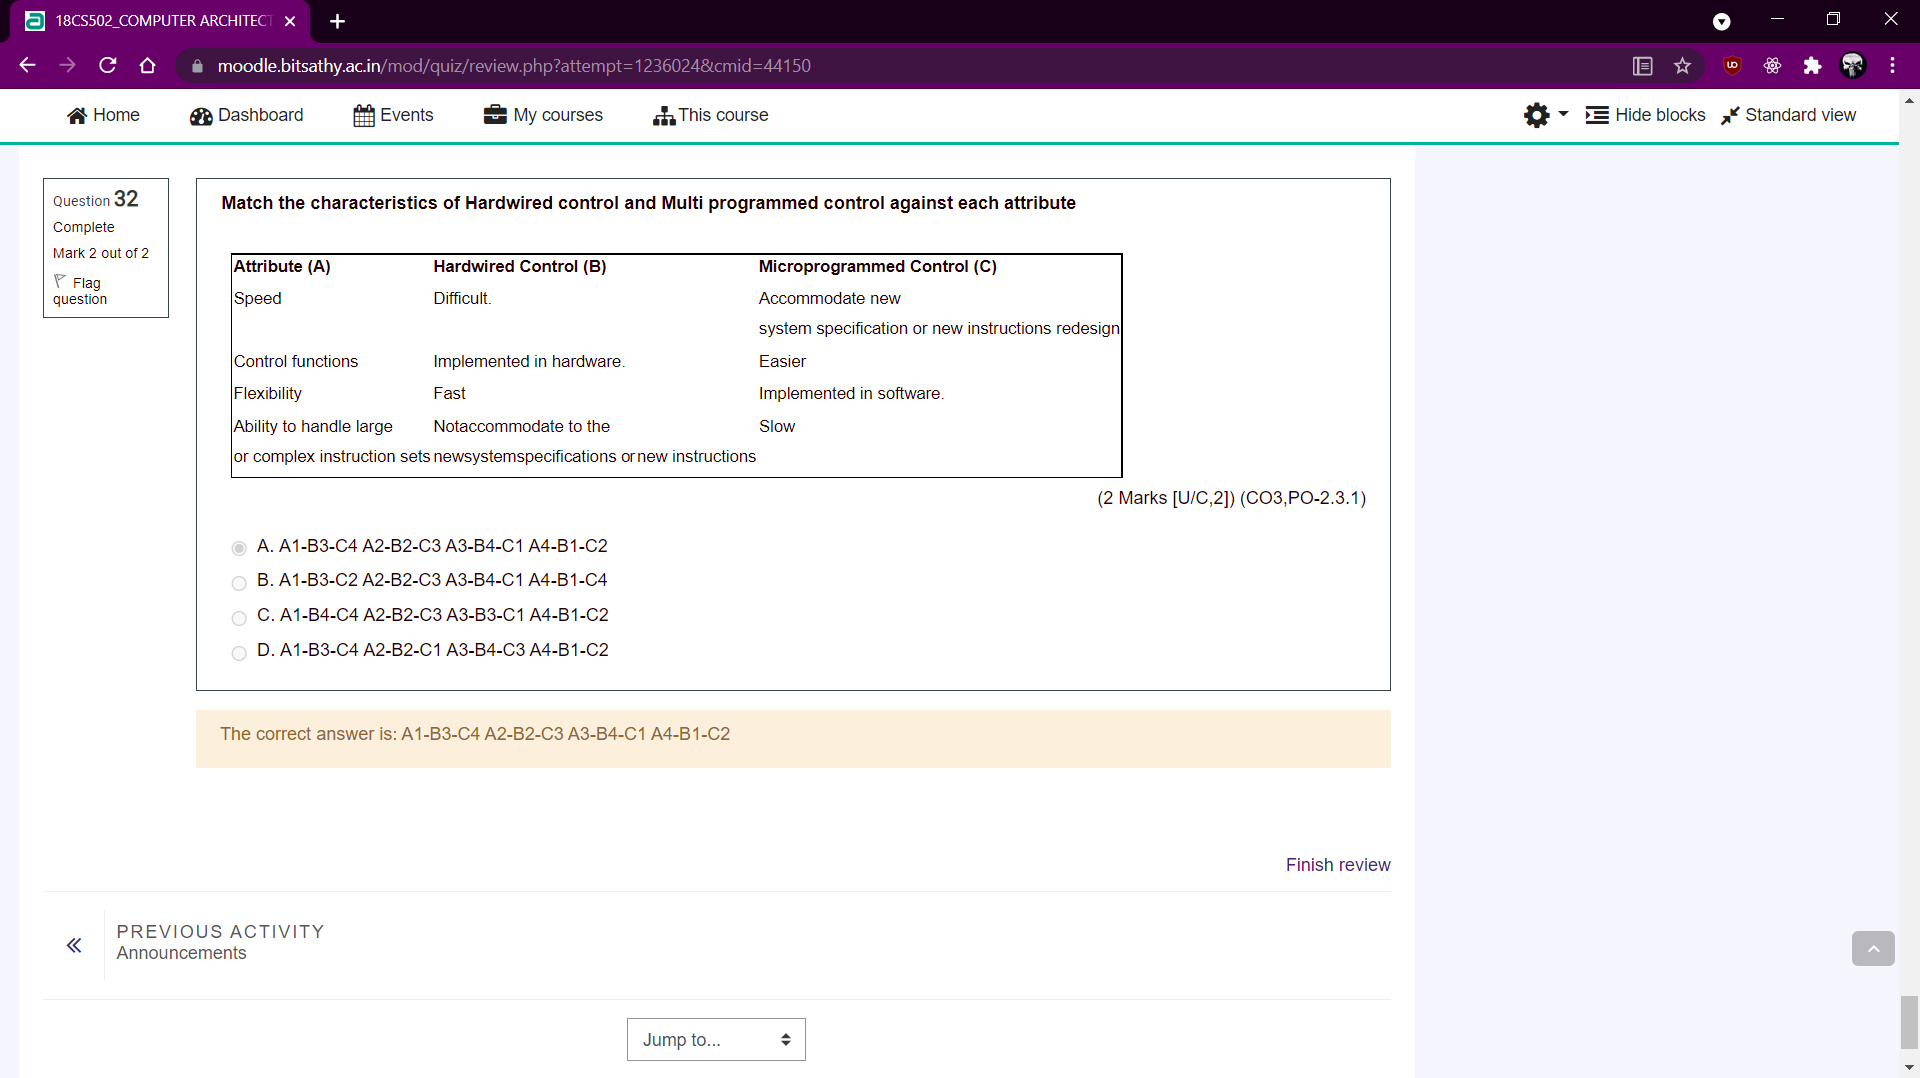 18CS502_COMPUTER ARCHITECT
moodle.bitsathy.ac.in/mod/quiz/review.php?attempt=1236024&cmid=44150
Home Dashboard Events My courses This course Hide blocks Standard view
Question 32
Complete
Mark 2 out of 2
Flag
question
Match the characteristics of Hardwired control and Multi programmed control against each attribute
Attribute (A) Hardwired Control (B) Microprogrammed Control (C)
Speed Difficult. Accommodate new
system specification or new instructions redesign
Control functions Implemented in hardware. Easier
Flexibility Fast Implemented in software.
Ability to handle large Notaccommodate to the Slow
or complex instruction sets newsystemspecifications or new instructions
(2 Marks [U/C,2]) (CO3,PO-2.3.1)
A. A1-B3-C4 A2-B2-C3 A3-B4-C1 A4-B1-C2
B. A1-B3-C2 A2-B2-C3 A3-B4-C1 A4-B1-C4
C. A1-B4-C4 A2-B2-C3 A3-B3-C1 A4-B1-C2
D. A1-B3-C4 A2-B2-C1 A3-B4-C3 A4-B1-C2
The correct answer is: A1-B3-C4 A2-B2-C3 A3-B4-C1 A4-B1-C2
Finish review
PREVIOUS ACTIVITY
Announcements
Jump to...